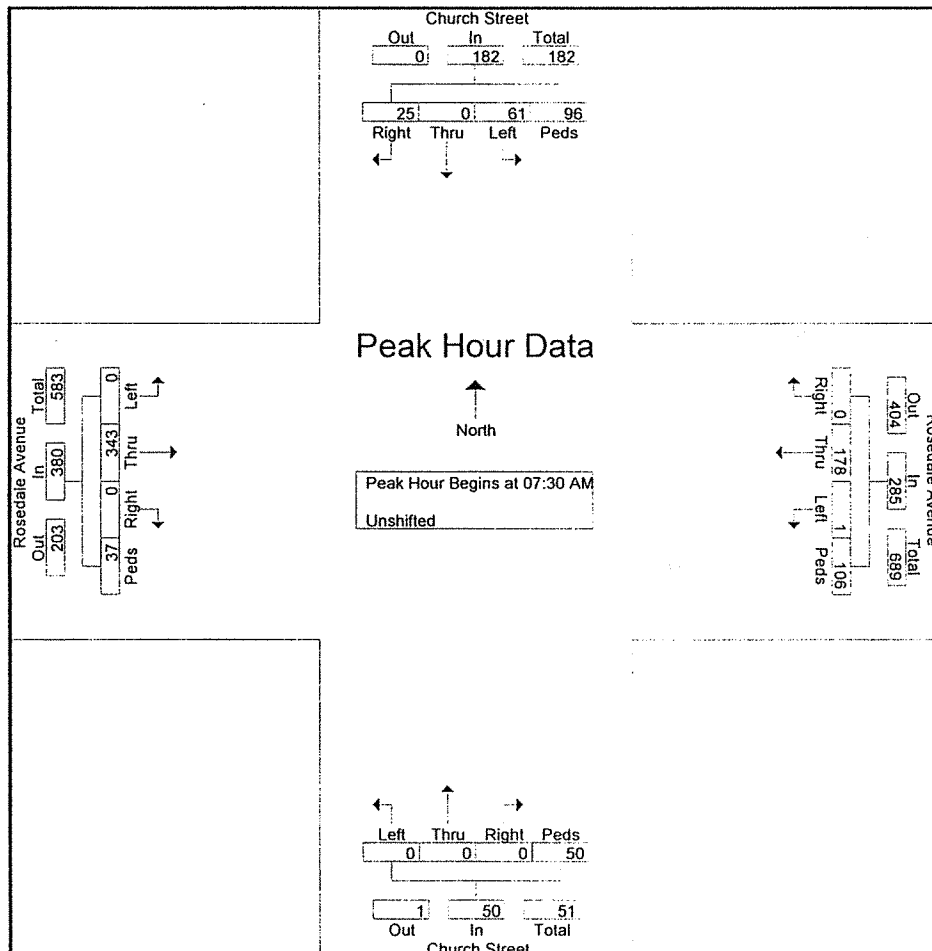 Church Street
Out In Total
0 182 182
25 0 61 96
Right Thru Left Peds
Peak Hour Data
North
Peak Hour Begins at 07:30 AM
Unshifted
Rosedale Avenue
Out In Total
203 380 583
37 0 343 0
Peds Right Thru Left
Rosedale Avenue
Out In Total
404 285 689
0 178 1 106
Right Thru Left Peds
Left Thru Right Peds
0 0 0 50
1 50 51
Out In Total
Church Street